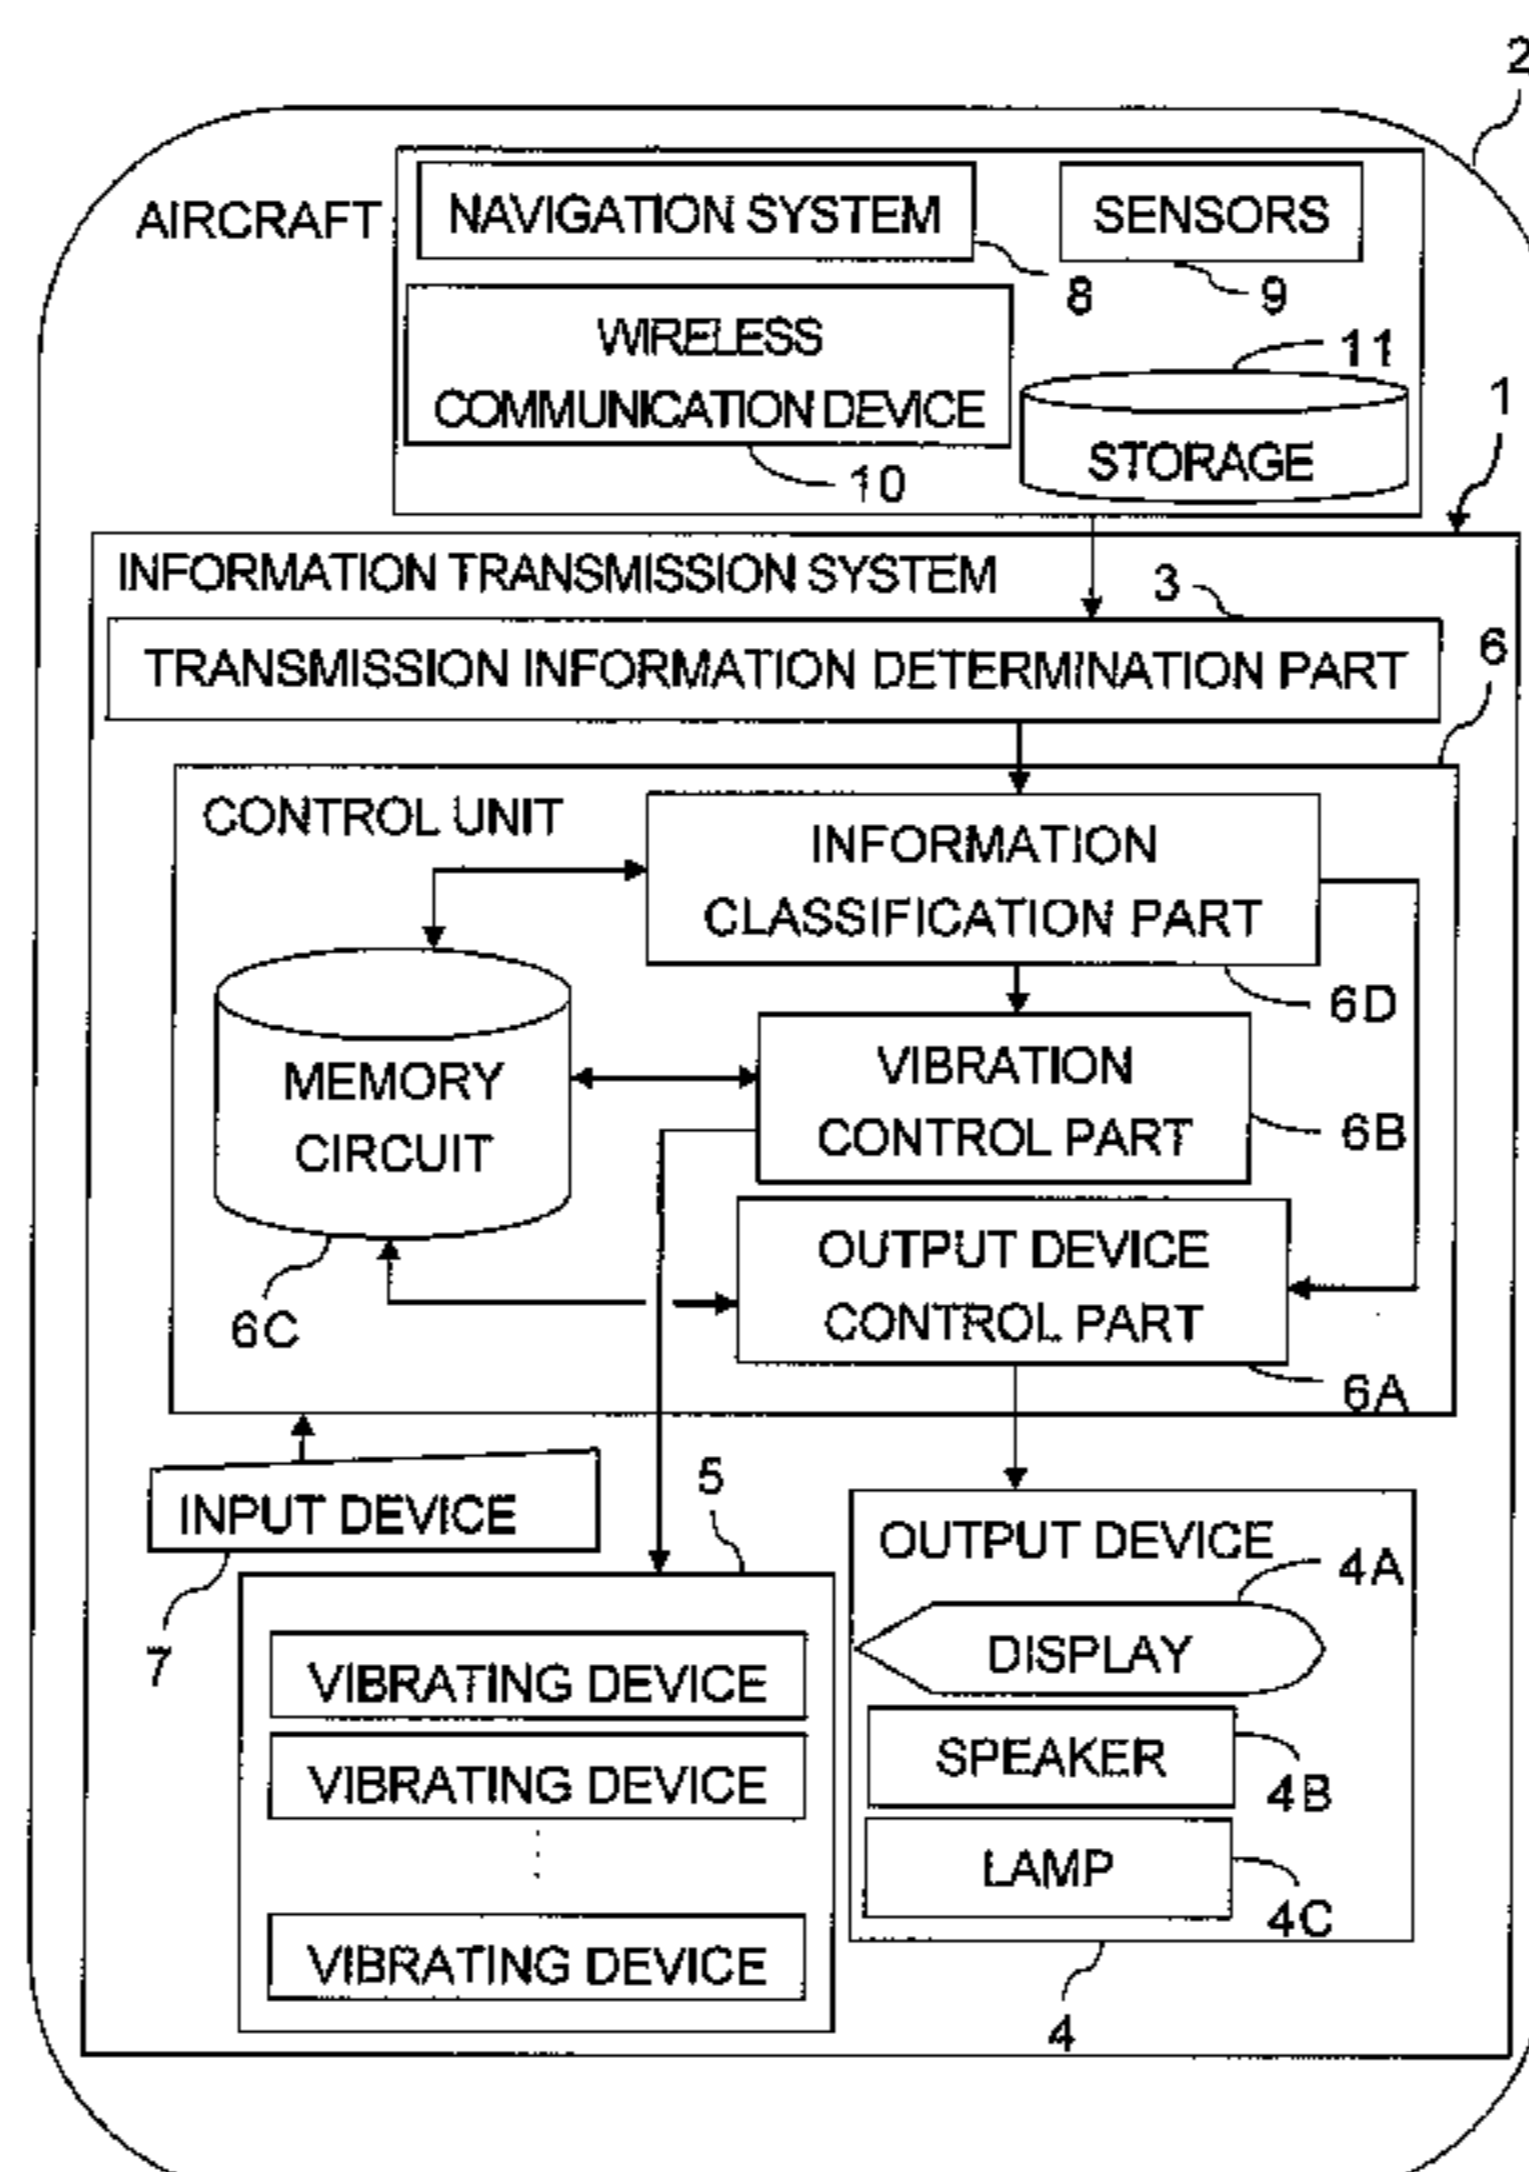 2
AIRCRAFT
NAVIGATION SYSTEM
SENSORS
8
9
WIRELESS
COMMUNICATION DEVICE
10
11
STORAGE
1
INFORMATION TRANSMISSION SYSTEM
3
TRANSMISSION INFORMATION DETERMINATION PART
6
CONTROL UNIT
INFORMATION
CLASSIFICATION PART
6D
MEMORY
CIRCUIT
6C
VIBRATION
CONTROL PART
6B
OUTPUT DEVICE
CONTROL PART
6A
INPUT DEVICE
7
5
VIBRATING DEVICE
VIBRATING DEVICE
VIBRATING DEVICE
OUTPUT DEVICE
4A
DISPLAY
SPEAKER
4B
LAMP
4C
4